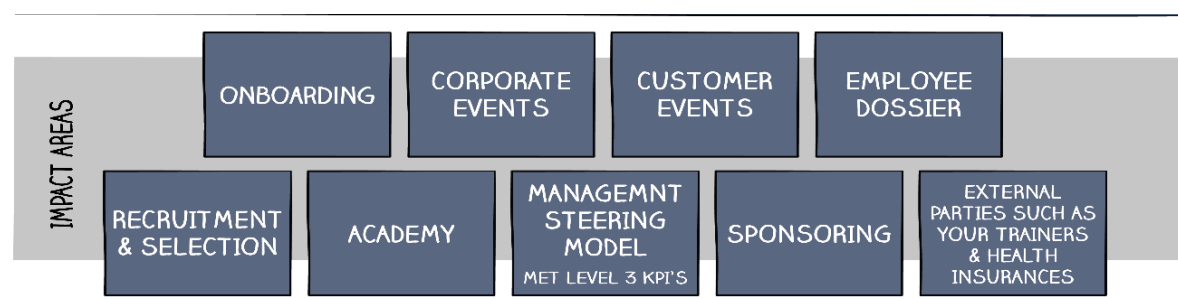 IMPACT AREAS
ONBOARDING
CORPORATE
EVENTS
CUSTOMER
EVENTS
EMPLOYEE
DOSSIER
RECRUITMENT
& SELECTION
ACADEMY
MANAGEMNT
STEERING
MODEL
MET LEVEL 3 KPI'S
SPONSORING
EXTERNAL
PARTIES SUCH AS
YOUR TRAINERS
& HEALTH
INSURANCES